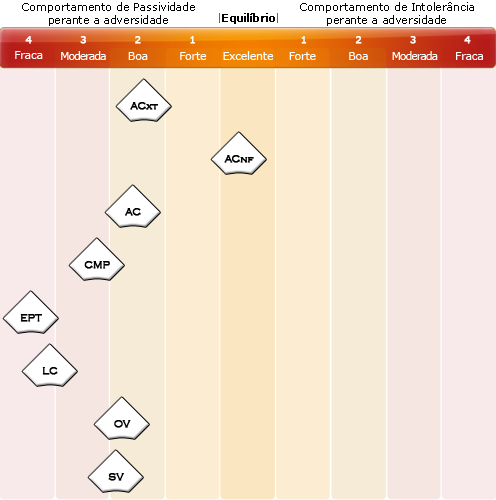 Comportamento de Passividade
perante a adversidade
|Equilíbrio|
Comportamento de Intolerância
perante a adversidade
4 3 2 1 1 2 3 4
Fraca Moderada Boa Forte Excelente Forte Boa Moderada Fraca
ACXT
ACNF
AC
CMP
EPT
LC
OV
SV